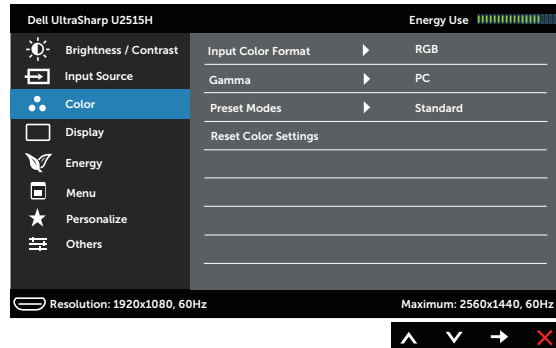 Dell UltraSharp U2515H Energy Use
Brightness / Contrast
Input Source
Color
Display
Energy
Menu
Personalize
Others
Input Color Format RGB
Gamma PC
Preset Modes Standard
Reset Color Settings
Resolution: 1920x1080, 60Hz Maximum: 2560x1440, 60Hz